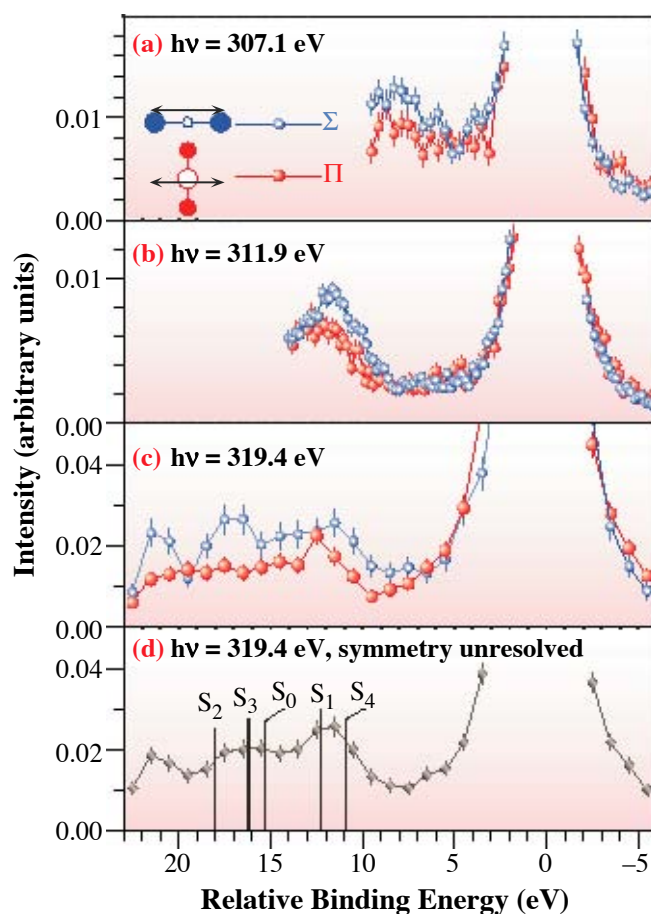 (a) hν = 307.1 eV
0.01
Σ
Π
0.00
(b) hν = 311.9 eV
0.01
0.00
(c) hν = 319.4 eV
0.04
0.02
0.00
(d) hν = 319.4 eV, symmetry unresolved
0.04
S2 S3 S0 S1 S4
0.02
0.00
20 15 10 5 0 –5
Relative Binding Energy (eV)
Intensity (arbitrary units)